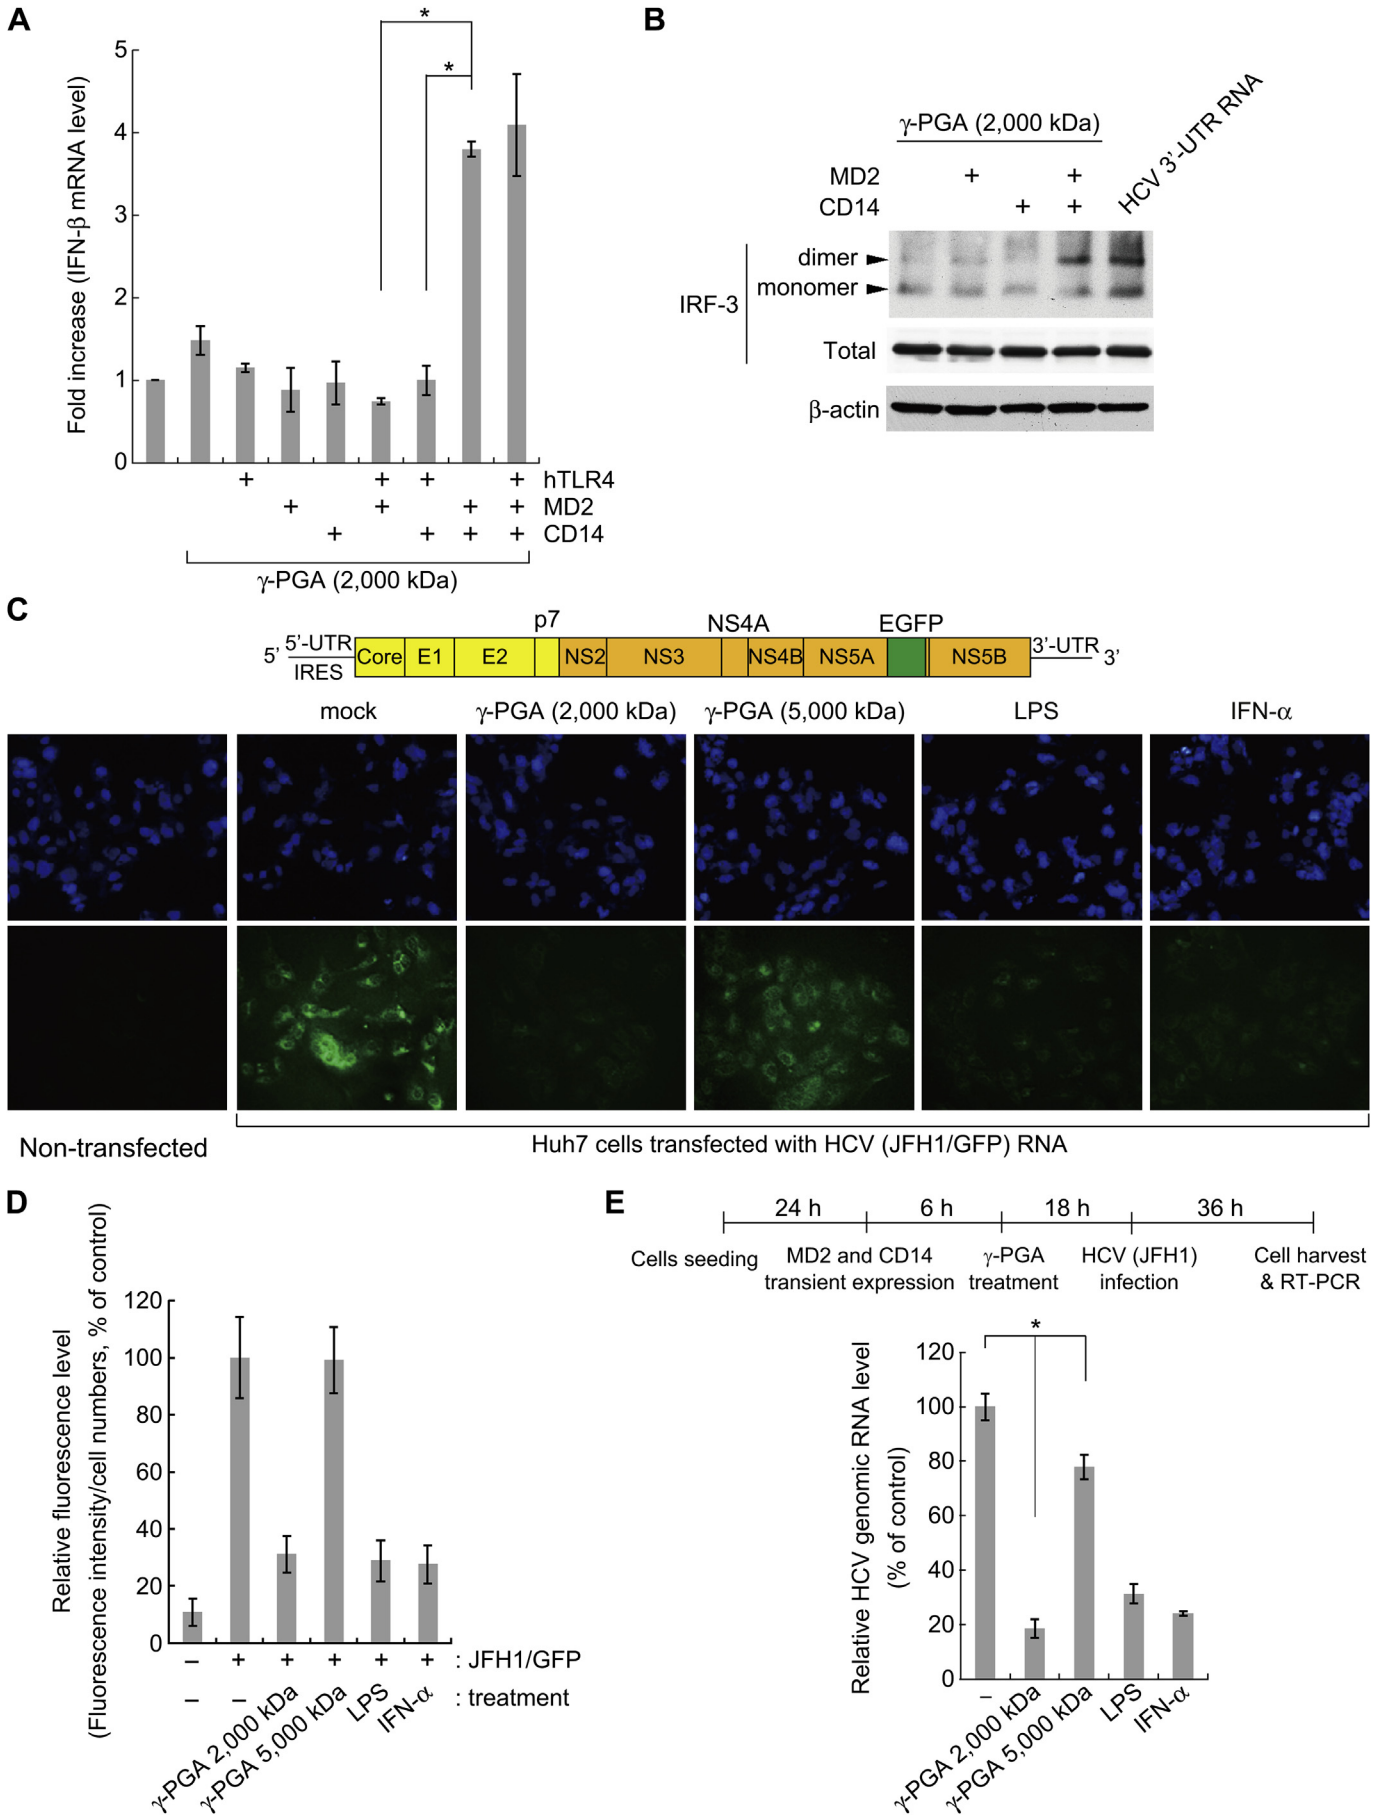 A
Fold increase (IFN-β mRNA level)
5
4
3
2
1
0
*
*
+ + + + hTLR4
+ + + + MD2
+ + + + CD14
γ-PGA (2,000 kDa)
B
γ-PGA (2,000 kDa)
HCV 3'-UTR RNA
MD2 + +
CD14 + +
IRF-3
dimer
monomer
Total
β-actin
C
p7 NS4A EGFP
5' 5'-UTR Core E1 E2 NS2 NS3 NS4B NS5A NS5B 3'-UTR 3'
IRES
mock γ-PGA (2,000 kDa) γ-PGA (5,000 kDa) LPS IFN-α
Non-transfected
Huh7 cells transfected with HCV (JFH1/GFP) RNA
D
Relative fluorescence level
(Fluorescence intensity/cell numbers, % of control)
120
100
80
60
40
20
0
– + + + + + : JFH1/GFP
– – γ-PGA 2,000 kDa γ-PGA 5,000 kDa LPS IFN-α : treatment
E
24 h 6 h 18 h 36 h
Cells seeding
MD2 and CD14
transient expression
γ-PGA
treatment
HCV (JFH1)
infection
Cell harvest
& RT-PCR
Relative HCV genomic RNA level
(% of control)
*
120
100
80
60
40
20
0
– γ-PGA 2,000 kDa γ-PGA 5,000 kDa LPS IFN-α